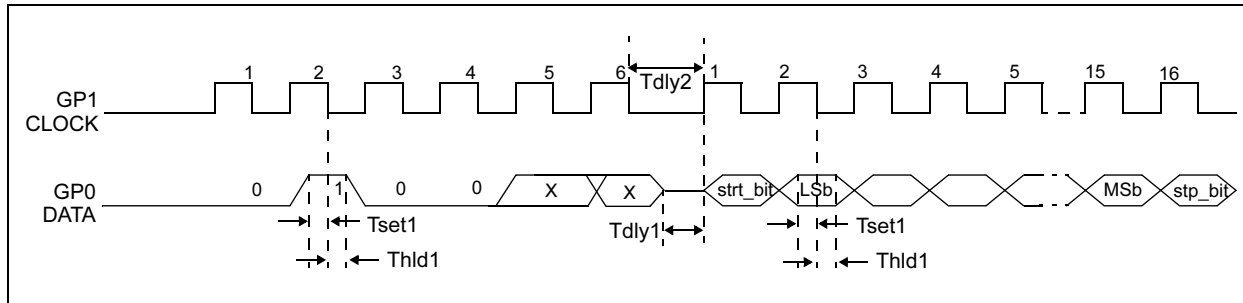 1 2 3 4 5 6 Tdly2 1 2 3 4 5 15 16
GP1
CLOCK
GP0
DATA
0 1 0 0 X X strt_bit LSb MSb stp_bit
Tset1 Tdly1 Tset1
Thld1 Thld1